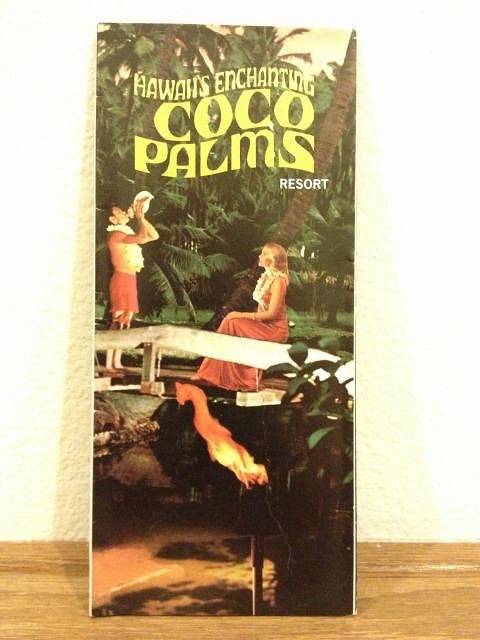 HAWAII'S ENCHANTING
COCO
PALMS
RESORT